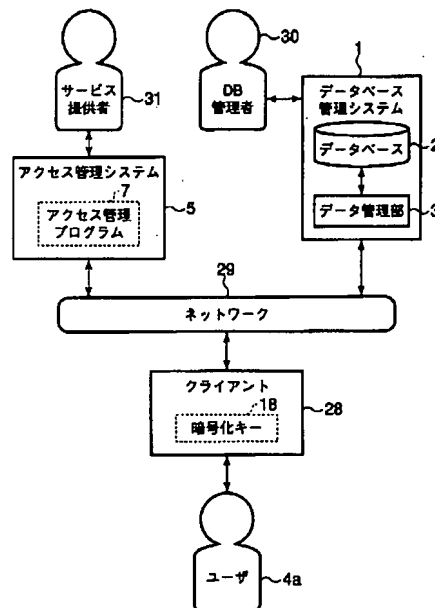 30
1
サービス
提供者
31
DB
管理者
データベース
管理システム
データベース
2
データ管理部
3
アクセス管理システム
7
アクセス管理
プログラム
5
29
ネットワーク
クライアント
18
暗号化キー
28
ユーザ
4a